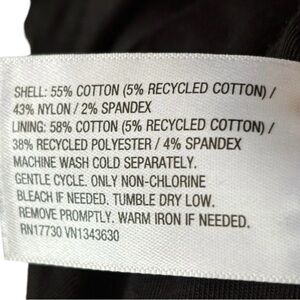 SHELL: 55% COTTON (5% RECYCLED COTTON) /
43% NYLON / 2% SPANDEX
LINING: 58% COTTON (5% RECYCLED COTTON) /
38% RECYCLED POLYESTER / 4% SPANDEX
MACHINE WASH COLD SEPARATELY.
GENTLE CYCLE. ONLY NON-CHLORINE
BLEACH IF NEEDED. TUMBLE DRY LOW.
REMOVE PROMPTLY. WARM IRON IF NEEDED.
RN17730 VN1343630